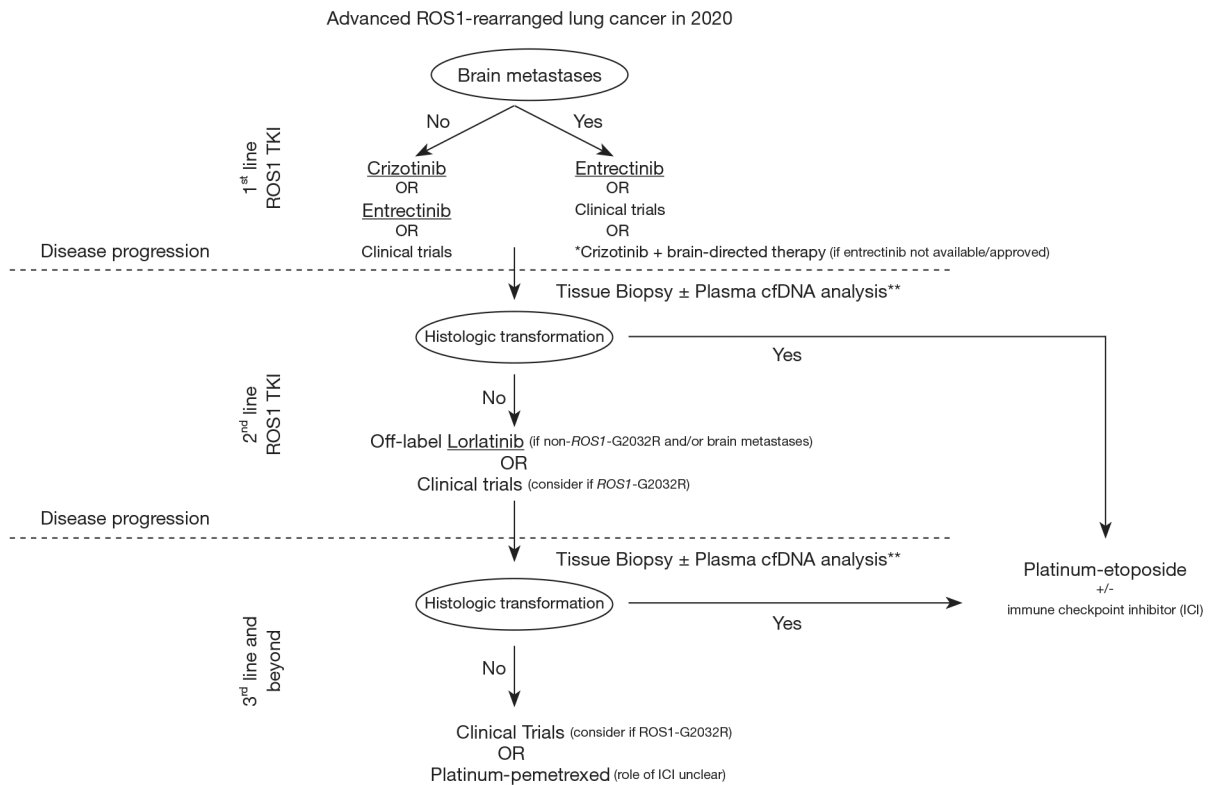 Advanced ROS1-rearranged lung cancer in 2020
Brain metastases
No
Yes
1st line
ROS1 TKI
Crizotinib
OR
Entrectinib
OR
Clinical trials
Entrectinib
OR
Clinical trials
OR
*Crizotinib + brain-directed therapy (if entrectinib not available/approved)
Disease progression
Tissue Biopsy ± Plasma cfDNA analysis**
Histologic transformation
Yes
No
2nd line
ROS1 TKI
Off-label Lorlatinib (if non-ROS1-G2032R and/or brain metastases)
OR
Clinical trials (consider if ROS1-G2032R)
Disease progression
Tissue Biopsy ± Plasma cfDNA analysis**
Histologic transformation
Yes
Platinum-etoposide
+/-
immune checkpoint inhibitor (ICI)
No
3rd line and
beyond
Clinical Trials (consider if ROS1-G2032R)
OR
Platinum-pemetrexed (role of ICI unclear)